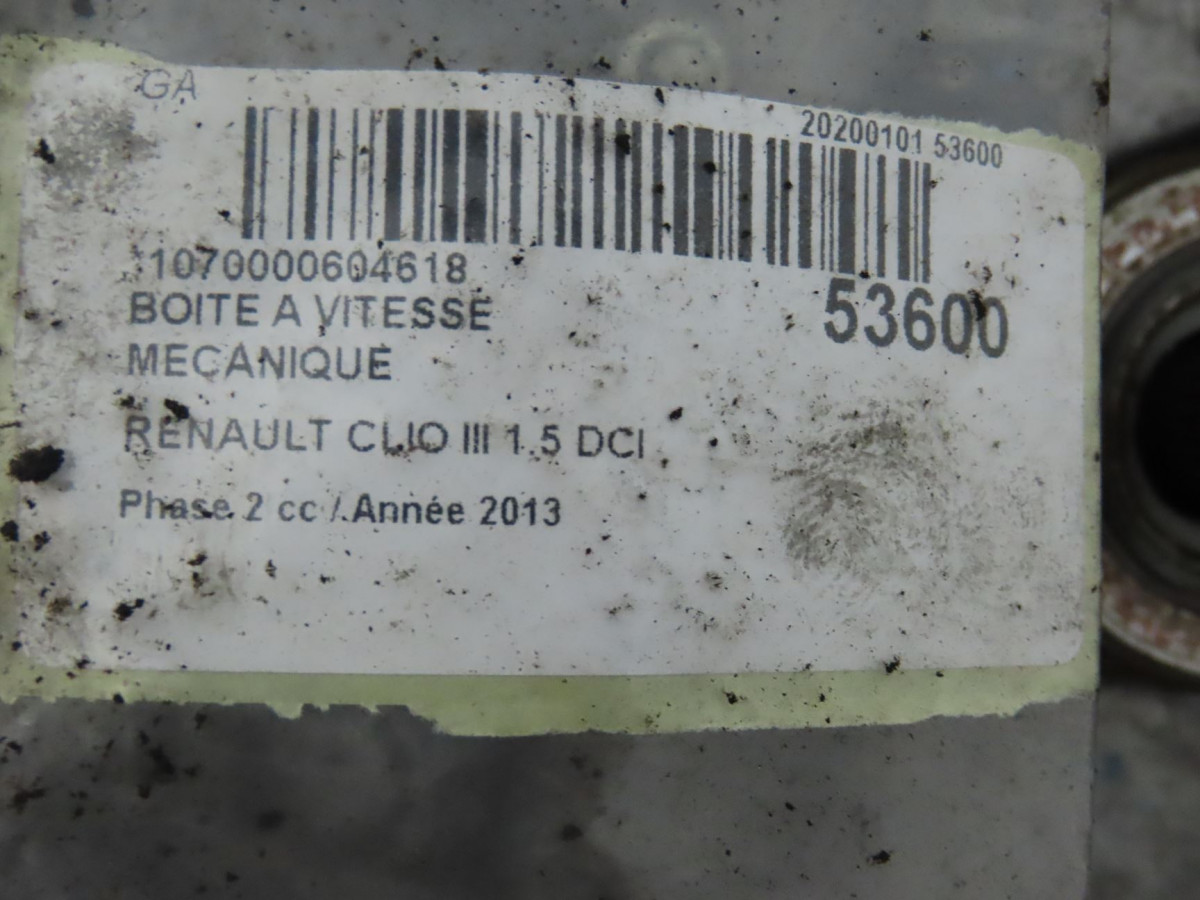 GA
20200101 53600
*1070000604618
53600
BOITE A VITESSE
MECANIQUE
RENAULT CLIO III 1.5 DCI
Phase 2 cc / Année 2013